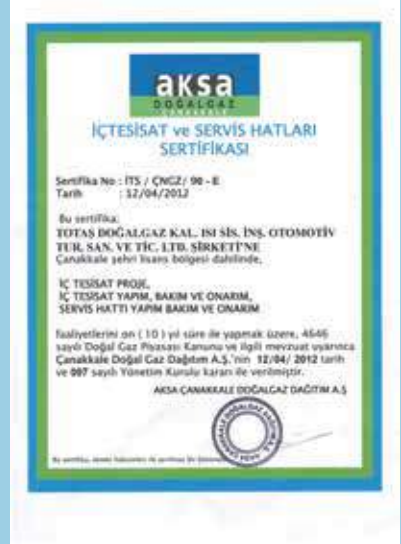 aksa
DOĞALGAZ
ÇANAKKALE
İÇTESİSAT ve SERVİS HATLARI
SERTİFİKASI
Sertifika No : İTS / ÇNGZ/ 90 - E
Tarih : 12/04/2012
Bu sertifika;
TOTAŞ DOĞALGAZ KAL. ISI SİS. İNŞ. OTOMOTİV
TUR. SAN. VE TİC. LTD. ŞİRKETİ'NE
Çanakkale şehri lisans bölgesi dahilinde,
İÇ TESİSAT PROJE,
İÇ TESİSAT YAPIM, BAKIM VE ONARIM,
SERVİS HATTI YAPIM BAKIM VE ONARIM
faaliyetlerini on ( 10 ) yıl süre ile yapmak üzere, 4646
sayılı Doğal Gaz Piyasası Kanunu ve ilgili mevzuat uyarınca
Çanakkale Doğal Gaz Dağıtım A.Ş.'nin 12/04/ 2012 tarih
ve 007 sayılı Yönetim Kurulu kararı ile verilmiştir.
AKSA ÇANAKKALE DOĞALGAZ DAĞITIM A.Ş
Bu sertifika,